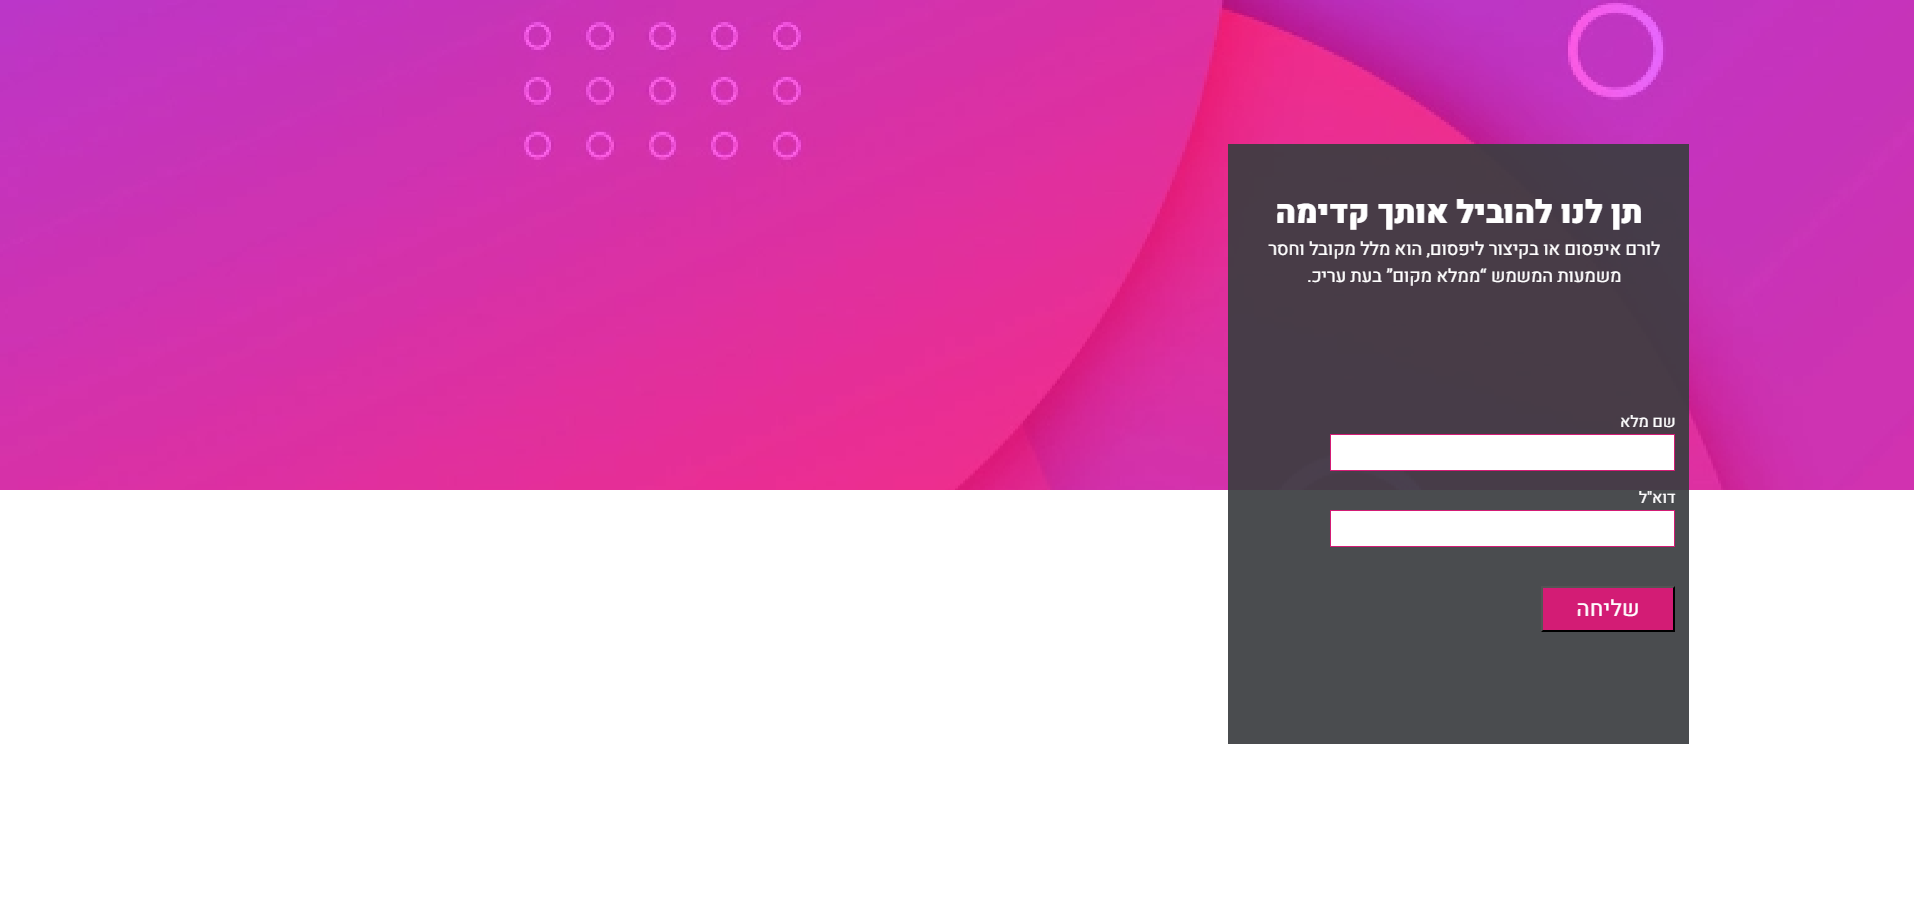 תן לנו להוביל אותך קדימה
לורם איפסום או בקיצור ליפסום, הוא מלל מקובל וחסר
משמעות המשמש “ממלא מקום” בעת עריכ.
שם מלא
דוא"ל
שליחה